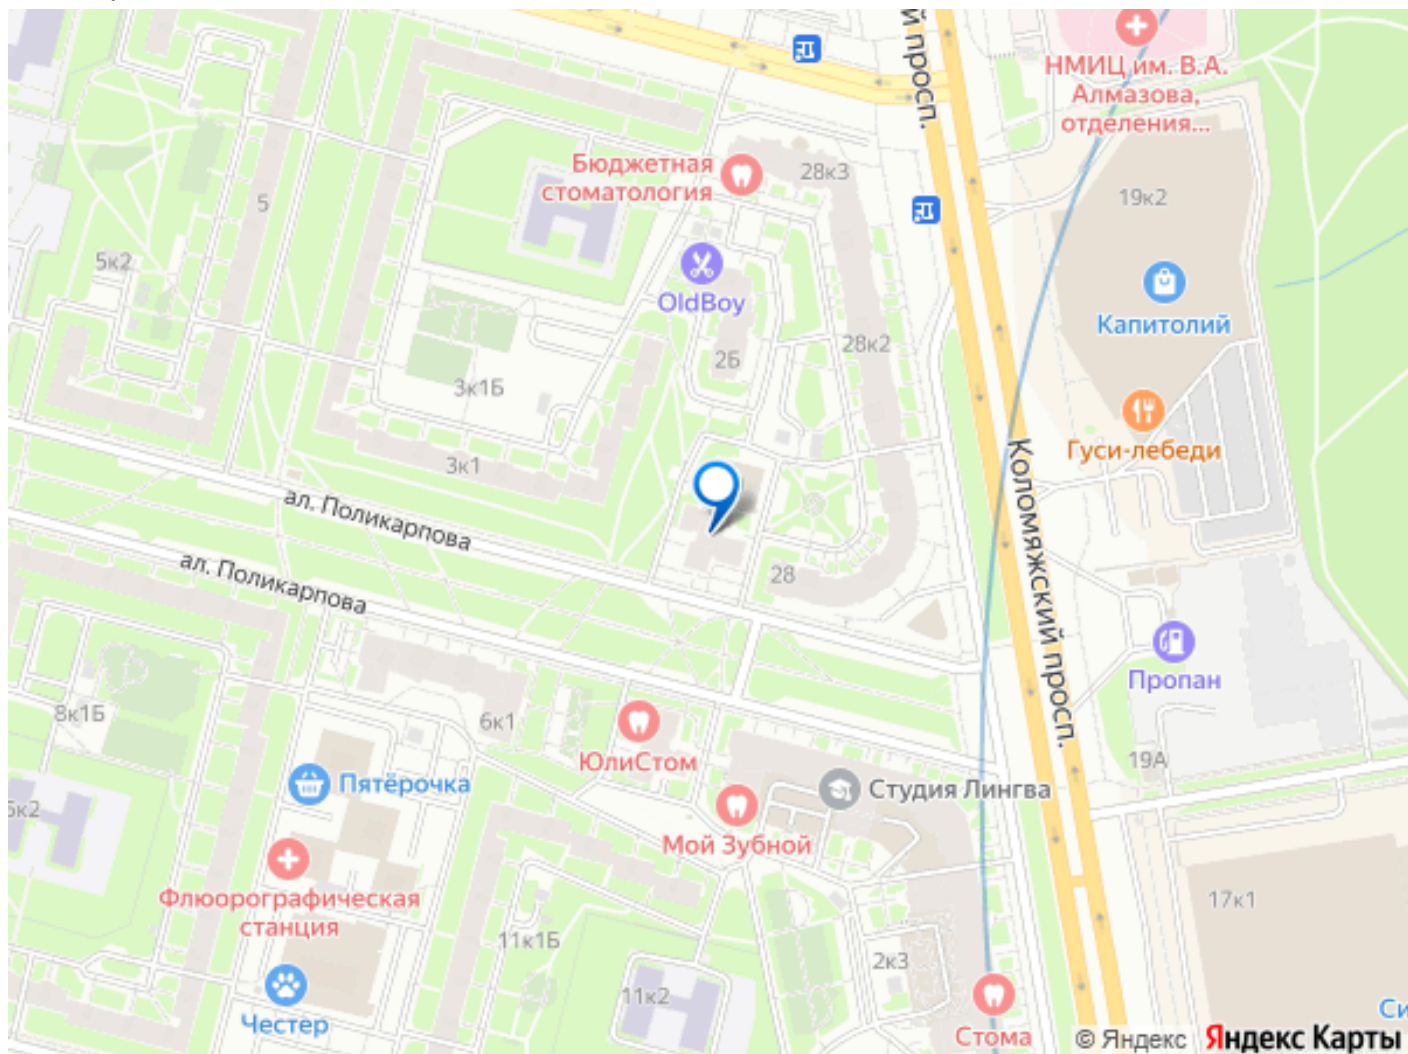 й просп.
НМИЦ им. В.А.
Алмазова,
отделения...
Бюджетная
стоматология
28к3
19к2
5
5к2
OldBoy
Капитолий
2Б
28к2
3к1Б
Гуси-лебеди
3к1
Коломяжский просп.
ал. Поликарпова
ал. Поликарпова
28
Пропан
8к1Б
6к1
ЮлиСтом
19А
Пятёрочка
Студия Лингва
5к2
Мой Зубной
Флюорографическая
станция
17к1
11к1Б
2к3
11к2
Честер
Стома
Си
© Яндекс Яндекс Карты